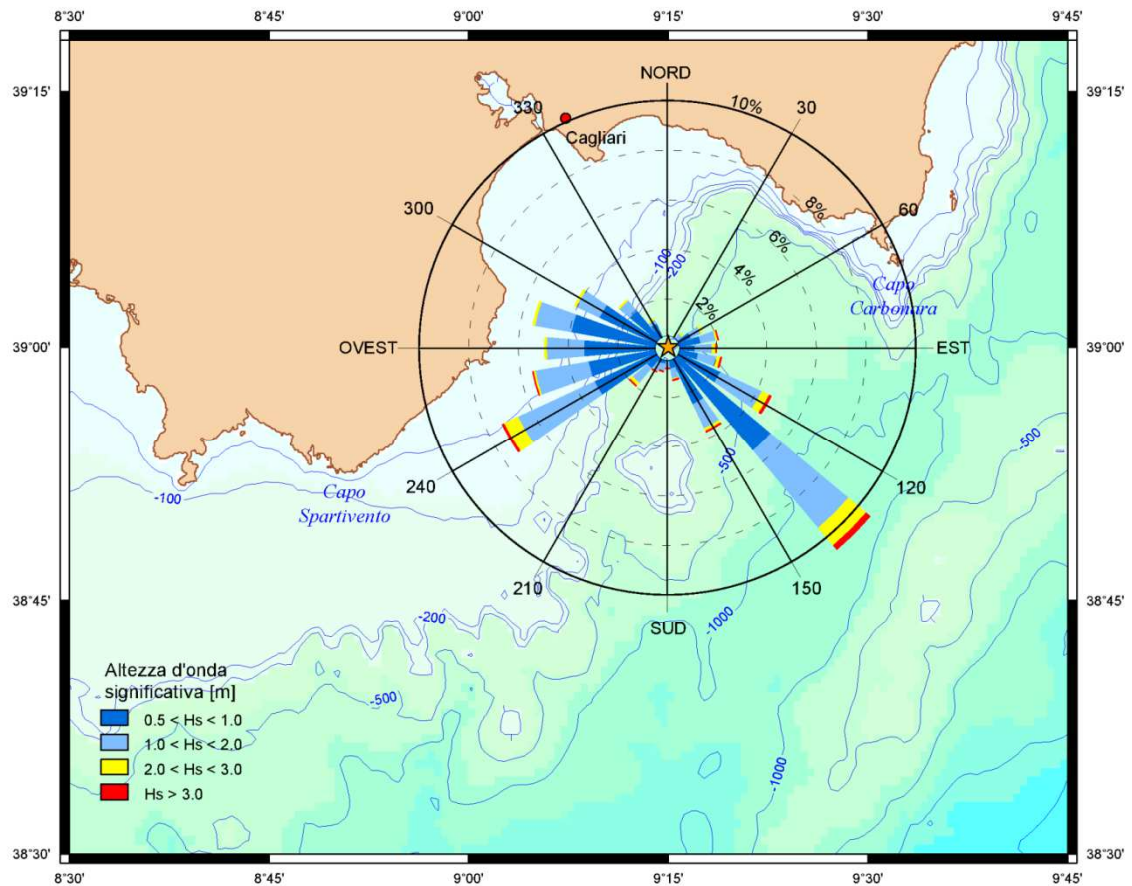 8°30' 8°45' 9°00' 9°15' 9°30' 9°45'
39°15' 39°15'
NORD
330 10% 30
Cagliari
300 8% 60
6%
-100
-200
4%
2%
Capo
Carbonara
39°00' OVEST EST 39°00'
-500
-500
-100
240 120
Capo
Spartivento
210 150
38°45' 38°45'
-200 SUD -1000
Altezza d'onda
significativa [m]
0.5 < Hs < 1.0
1.0 < Hs < 2.0
2.0 < Hs < 3.0
Hs > 3.0
-500
-1000
38°30' 38°30'
8°30' 8°45' 9°00' 9°15' 9°30' 9°45'